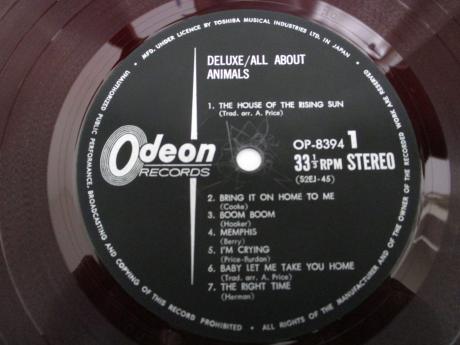 DELUXE/ALL ABOUT
ANIMALS
1. THE HOUSE OF THE RISING SUN
(Trad. arr. A. Price)
Odeon
RECORDS
OP-8394 1
33⅓ RPM STEREO
(S2EJ-45)
2. BRING IT ON HOME TO ME
(Cooke)
3. BOOM BOOM
(Hooker)
4. MEMPHIS
(Berry)
5. I'M CRYING
(Price-Burdon)
6. BABY LET ME TAKE YOU HOME
(Trad. arr. A. Price)
7. THE RIGHT TIME
(Herman)
UNAUTHORIZED PUBLIC PERFORMANCE, BROADCASTING AND COPYING OF THIS RECORD PROHIBITED • ALL RIGHTS OF THE MANUFACTURER AND OF THE OWNER OF THE RECORDED WORK ARE RESERVED
• MFD. UNDER LICENCE BY TOSHIBA MUSICAL INDUSTRIES LTD. IN JAPAN •